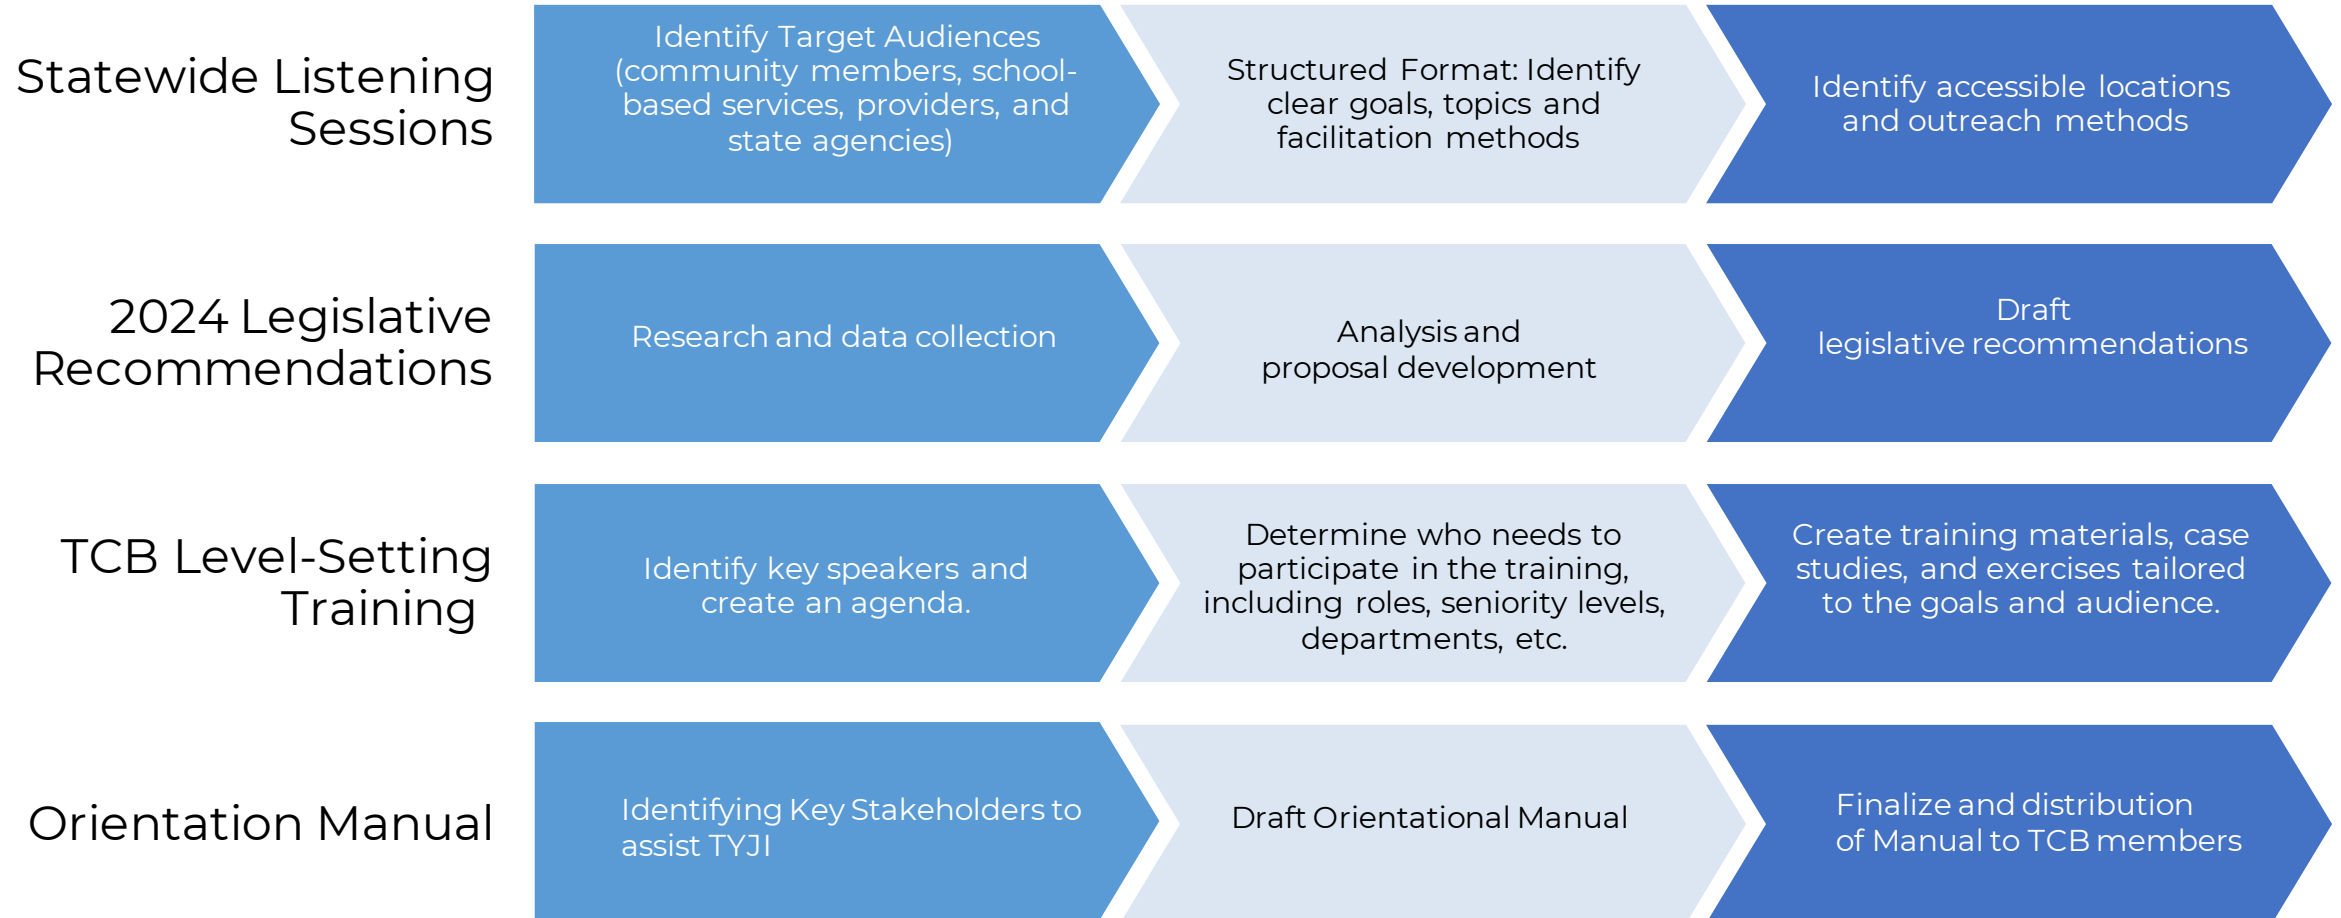 Statewide Listening
Sessions
Identify Target Audiences
(community members, school-
based services, providers, and
state agencies)
Structured Format: Identify
clear goals, topics and
facilitation methods
Identify accessible locations
and outreach methods
2024 Legislative
Recommendations
Research and data collection
Analysis and
proposal development
Draft
legislative recommendations
TCB Level-Setting
Training
Identify key speakers and
create an agenda.
Determine who needs to
participate in the training,
including roles, seniority levels,
departments, etc.
Create training materials, case
studies, and exercises tailored
to the goals and audience.
Orientation Manual
Identifying Key Stakeholders to
assist TYJI
Draft Orientational Manual
Finalize and distribution
of Manual to TCB members